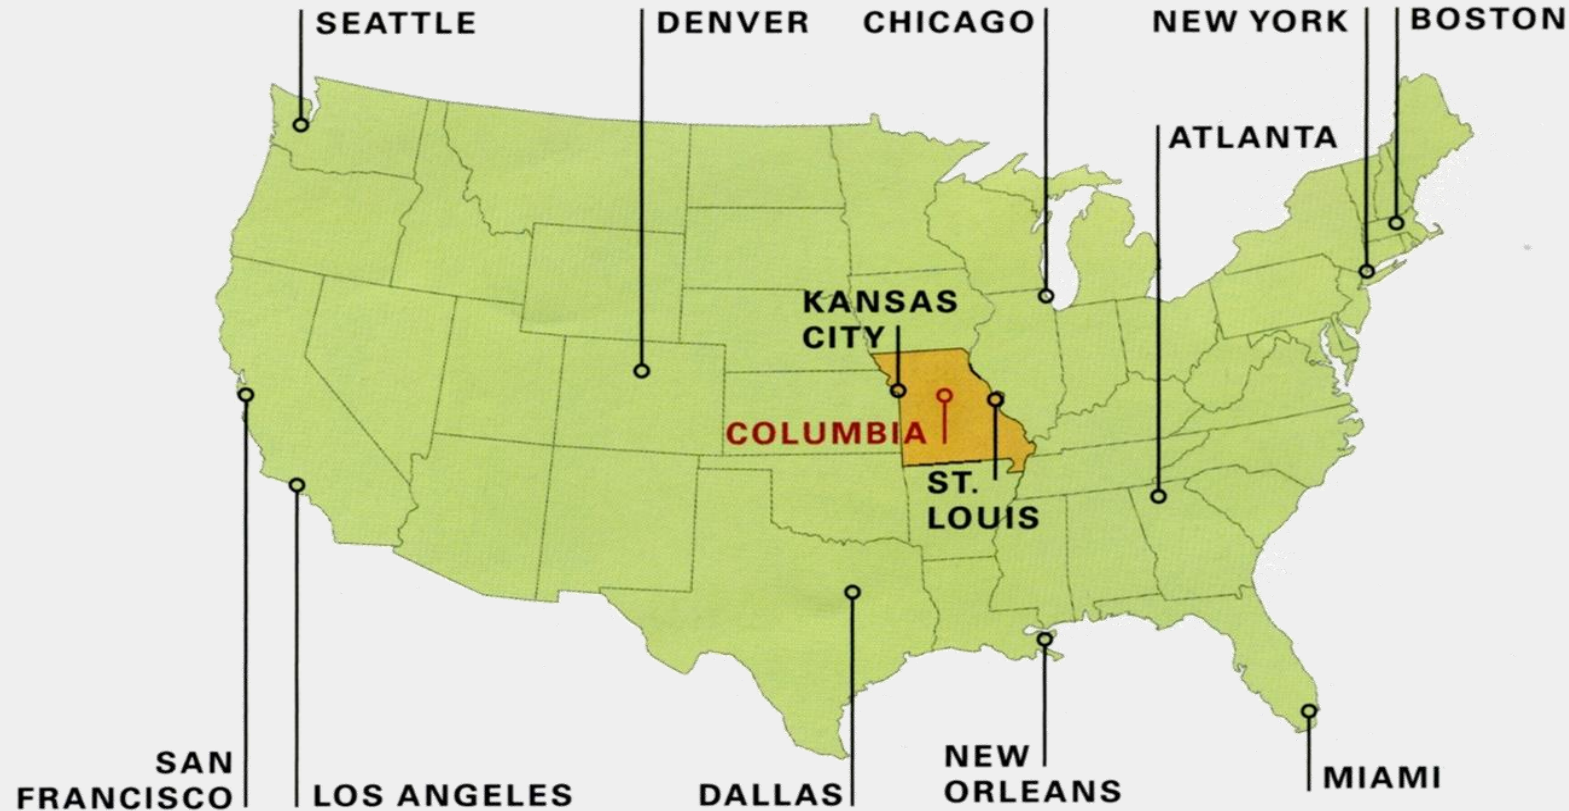 SEATTLE
DENVER
CHICAGO
NEW YORK
BOSTON
ATLANTA
KANSAS
CITY
COLUMBIA
ST.
LOUIS
SAN
FRANCISCO
LOS ANGELES
DALLAS
NEW
ORLEANS
MIAMI